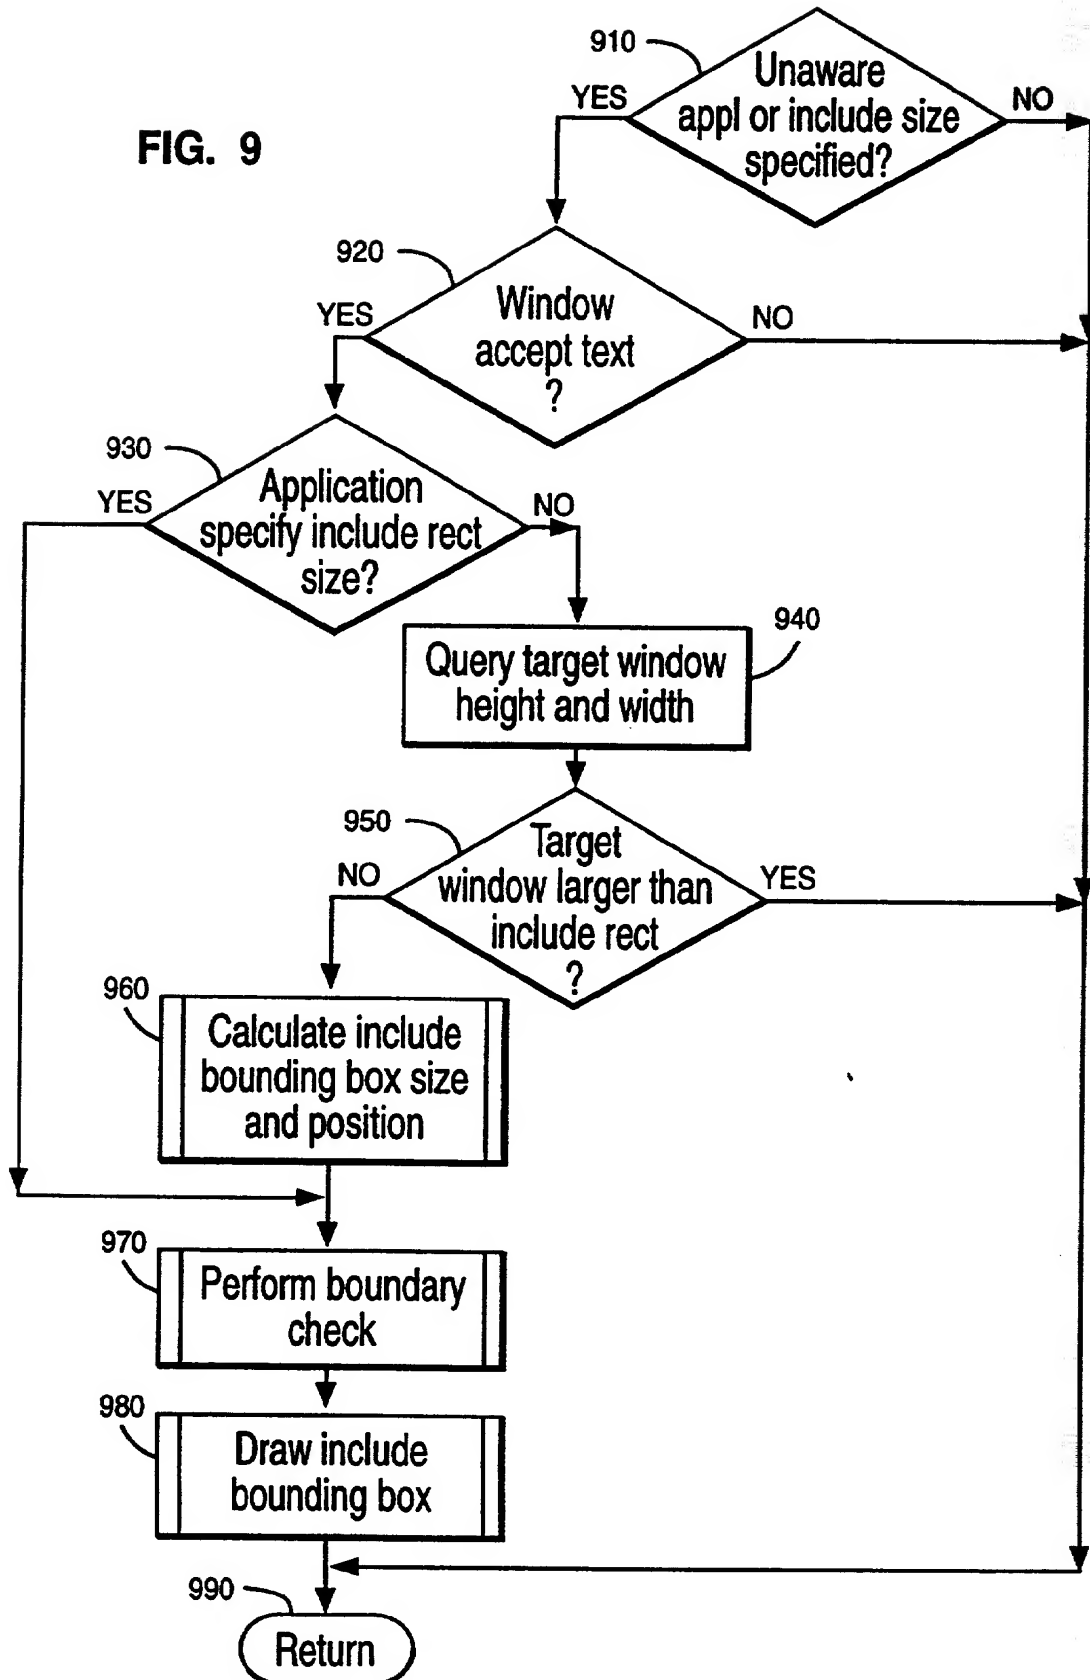 910
Unaware
appl or include size
specified?
YES
NO
FIG. 9
920
Window
accept text
?
YES
NO
930
Application
specify include rect
size?
YES
NO
940
Query target window
height and width
950
Target
window larger than
include rect
?
NO
YES
960
Calculate include
bounding box size
and position
970
Perform boundary
check
980
Draw include
bounding box
990
Return